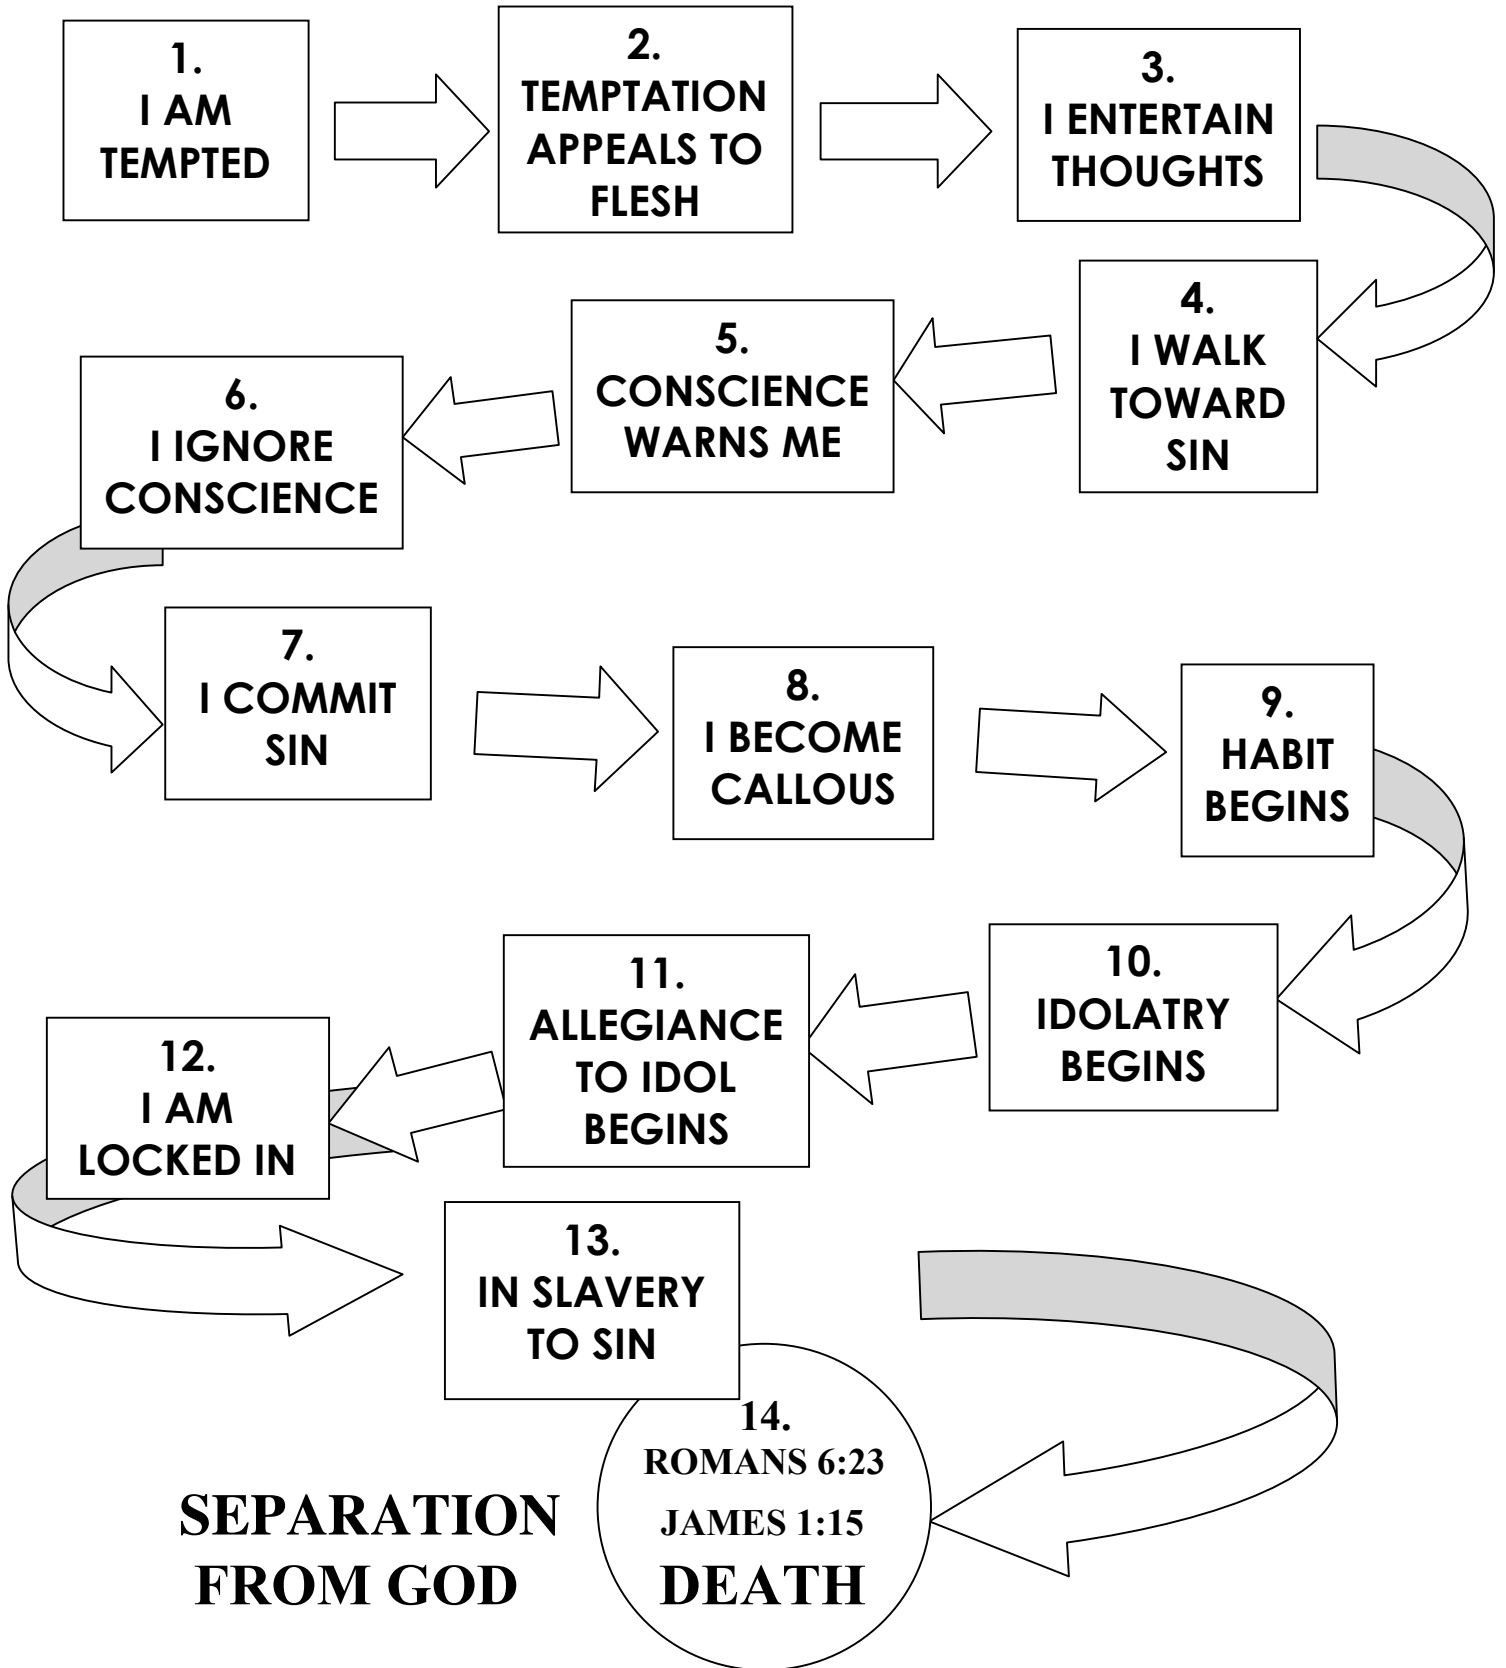 1.
I AM
TEMPTED
2.
TEMPTATION
APPEALS TO
FLESH
3.
I ENTERTAIN
THOUGHTS
4.
I WALK
TOWARD
SIN
5.
CONSCIENCE
WARNS ME
6.
I IGNORE
CONSCIENCE
7.
I COMMIT
SIN
8.
I BECOME
CALLOUS
9.
HABIT
BEGINS
10.
IDOLATRY
BEGINS
11.
ALLEGIANCE
TO IDOL
BEGINS
12.
I AM
LOCKED IN
13.
IN SLAVERY
TO SIN
14.
ROMANS 6:23
JAMES 1:15
DEATH
SEPARATION
FROM GOD